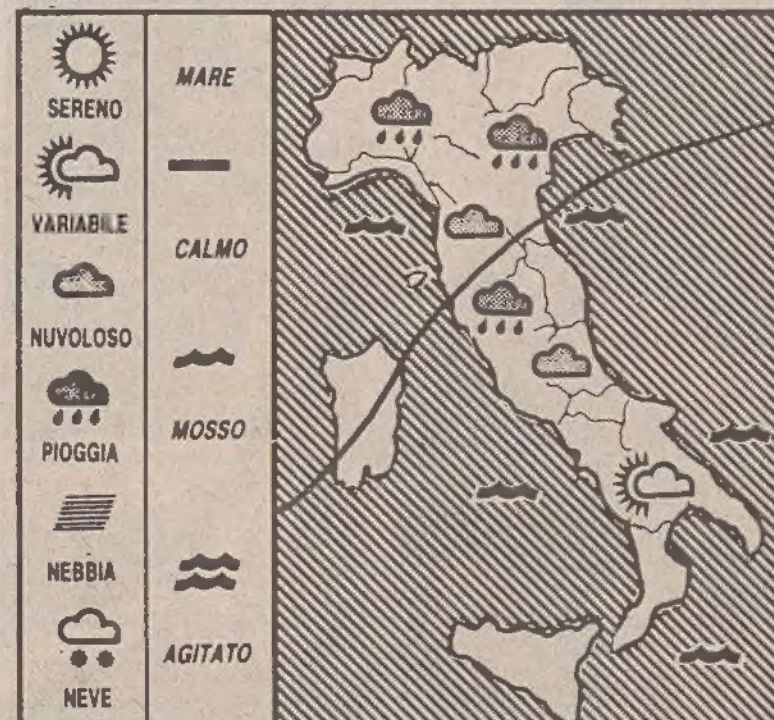 SERENO
VARIABILE
NUVOLOSO
PIOGGIA
NEBBIA
NEVE
MARE
CALMO
MOSSO
AGITATO